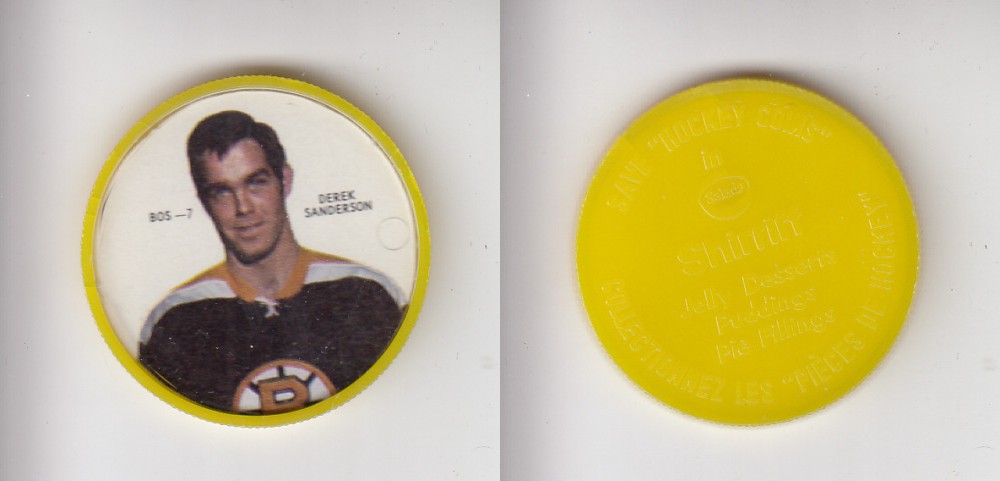 BOS —7
DEREK
SANDERSON
B
SAVE "HOCKEY COINS"
in
Salada
Shirriff
Jelly Desserts
Puddings
Pie Fillings
COLLECTIONNEZ LES "PIÈCES DE HOCKEY"